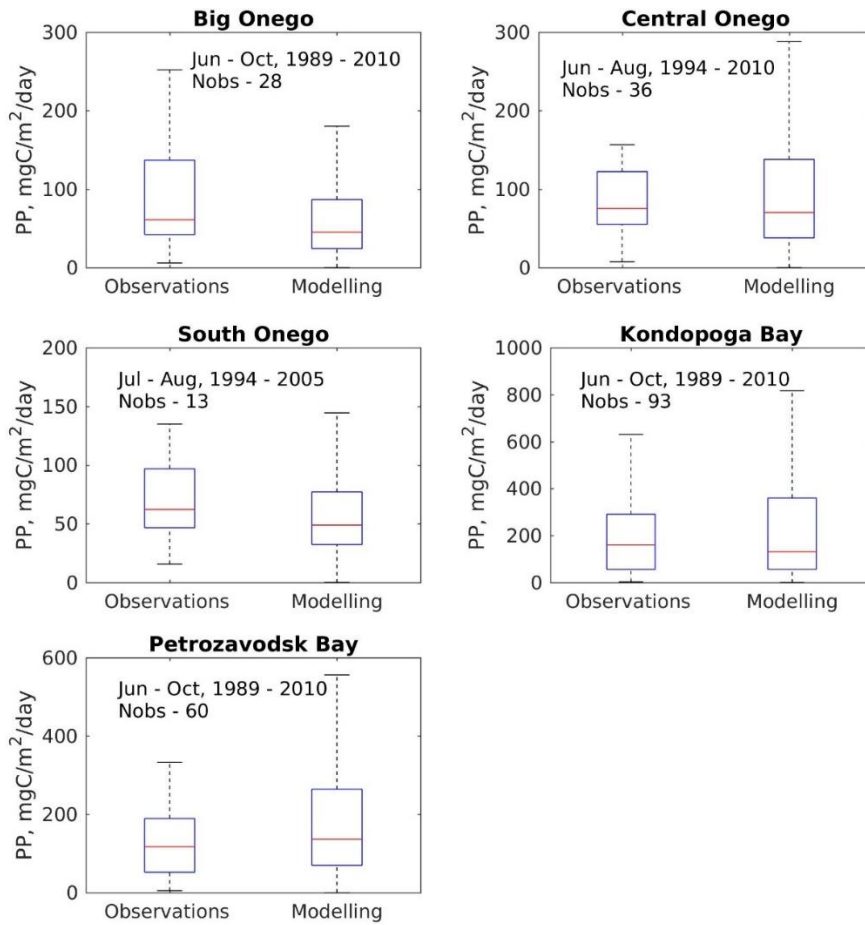 Big Onego
300
200
100
0
PP, mgC/m²/day
Jun - Oct, 1989 - 2010
Nobs - 28
Observations
Modelling
Central Onego
300
200
100
0
PP, mgC/m²/day
Jun - Aug, 1994 - 2010
Nobs - 36
Observations
Modelling
South Onego
200
150
100
50
0
PP, mgC/m²/day
Jul - Aug, 1994 - 2005
Nobs - 13
Observations
Modelling
Kondopoga Bay
1000
800
600
400
200
0
PP, mgC/m²/day
Jun - Oct, 1989 - 2010
Nobs - 93
Observations
Modelling
Petrozavodsk Bay
600
400
200
0
PP, mgC/m²/day
Jun - Oct, 1989 - 2010
Nobs - 60
Observations
Modelling